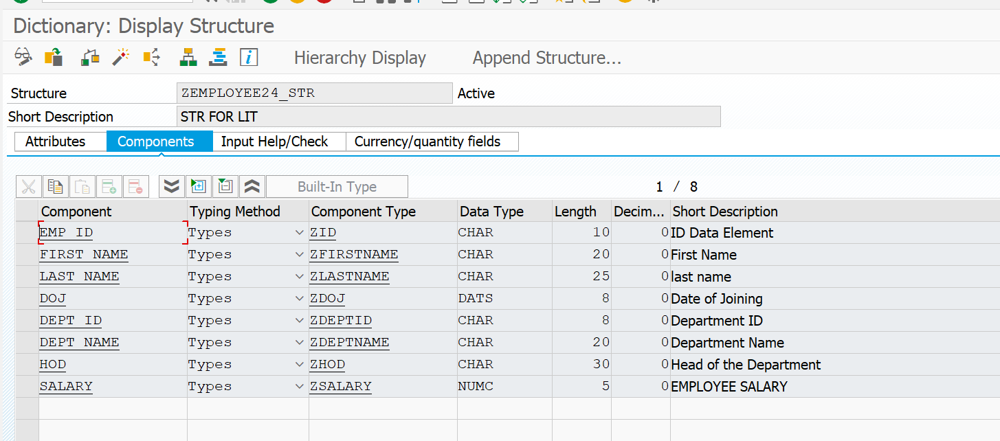 Dictionary: Display Structure
Hierarchy Display Append Structure...
Structure ZEMPLOYEE24_STR Active
Short Description STR FOR LIT
Attributes Components Input Help/Check Currency/quantity fields
Built-In Type 1 / 8
Component Typing Method Component Type Data Type Length Decim... Short Description
EMP_ID Types ZID CHAR 10 0 ID Data Element
FIRST_NAME Types ZFIRSTNAME CHAR 20 0 First Name
LAST_NAME Types ZLASTNAME CHAR 25 0 last name
DOJ Types ZDOJ DATS 8 0 Date of Joining
DEPT_ID Types ZDEPTID CHAR 8 0 Department ID
DEPT_NAME Types ZDEPTNAME CHAR 20 0 Department Name
HOD Types ZHOD CHAR 30 0 Head of the Department
SALARY Types ZSALARY NUMC 5 0 EMPLOYEE SALARY